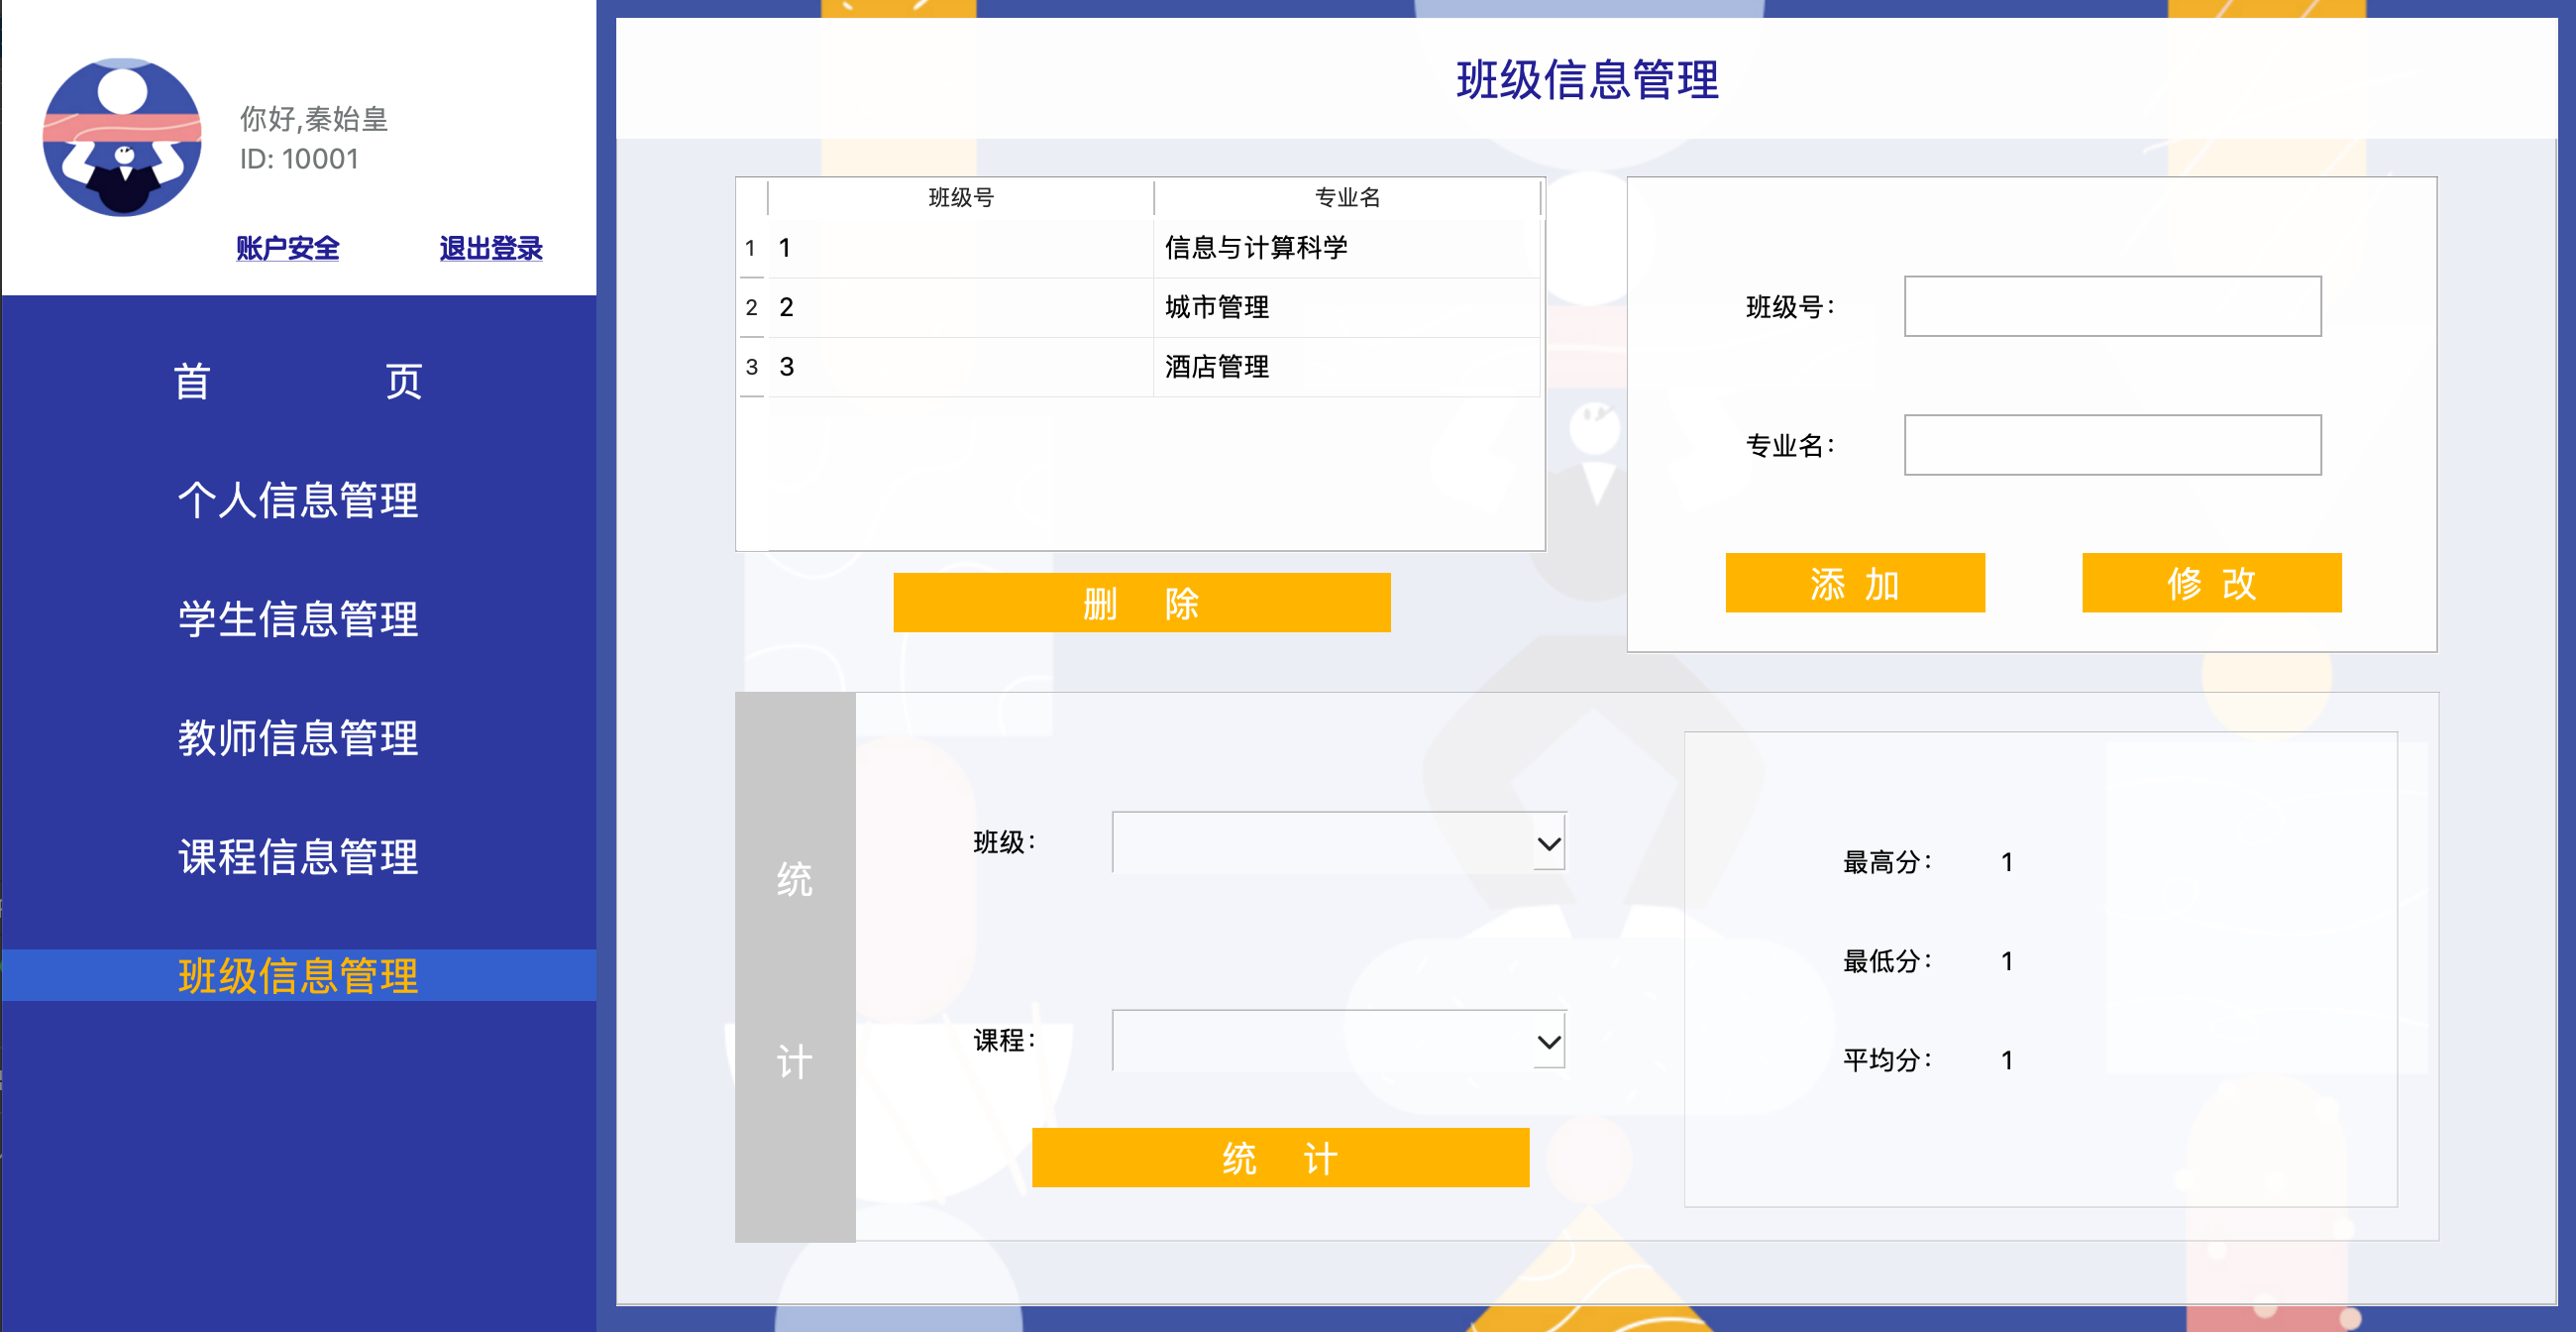 你好,秦始皇
ID: 10001
账户安全 退出登录
首 页
个人信息管理
学生信息管理
教师信息管理
课程信息管理
班级信息管理
班级信息管理
班级号 专业名
1 1 信息与计算科学
2 2 城市管理
3 3 酒店管理
删 除
班级号:
专业名:
添 加 修 改
统
计
班级:
课程:
统 计
最高分: 1
最低分: 1
平均分: 1